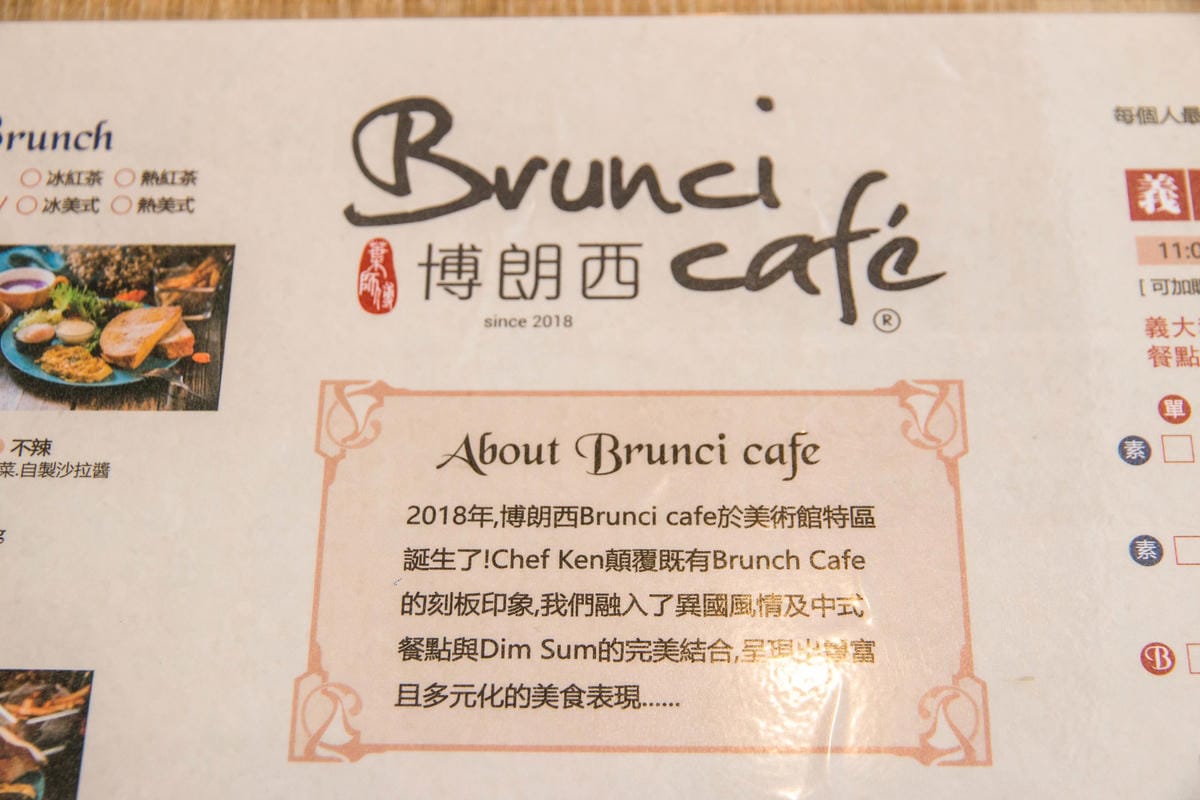 Brunch
冰紅茶 熱紅茶
冰美式 熱美式
不辣
菜.自製沙拉醬
Brunci
café
葉師傅
博朗西
since 2018
®
About Brunci cafe
2018年,博朗西Brunci cafe於美術館特區
誕生了!Chef Ken顛覆既有Brunch Cafe
的刻板印象,我們融入了異國風情及中式
餐點與Dim Sum的完美結合,呈現出豐富
且多元化的美食表現......
每個人最
義
11:0
[可加
義大
餐點
單
素
素
B